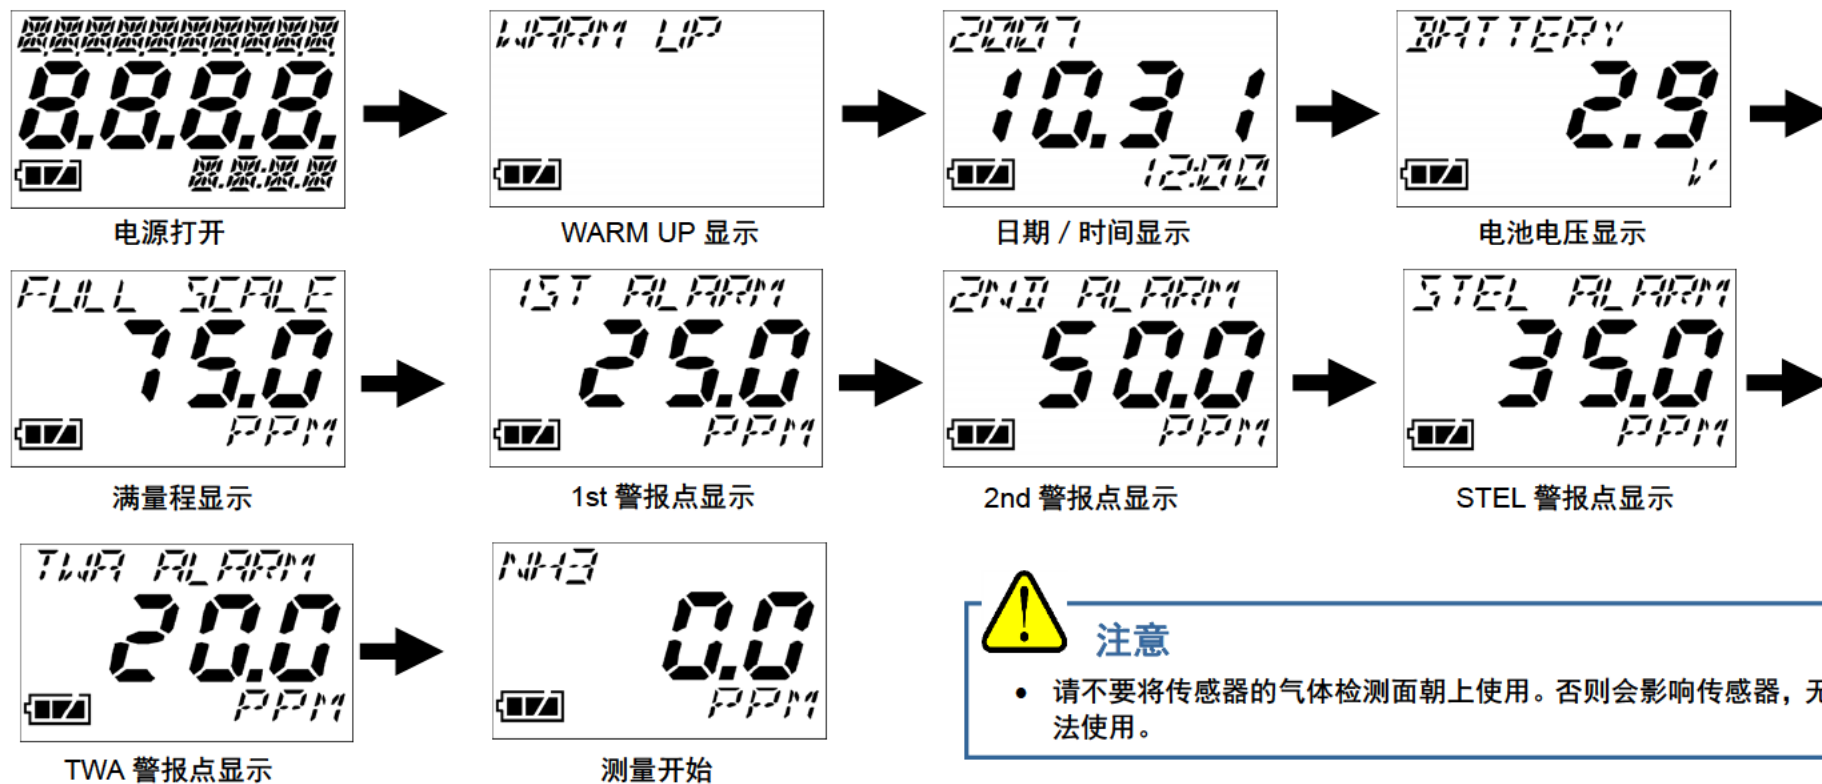 8.8.8.8.
电源打开
WARM UP
WARM UP 显示
2007
10.31
12:00
日期 / 时间显示
BATTERY
2.9
V
电池电压显示
FULL SCALE
75.0
PPM
满量程显示
1ST ALARM
25.0
PPM
1st 警报点显示
2ND ALARM
50.0
PPM
2nd 警报点显示
STEL ALARM
35.0
PPM
STEL 警报点显示
TWA ALARM
20.0
PPM
TWA 警报点显示
NH3
0.0
PPM
测量开始
注意
• 请不要将传感器的气体检测面朝上使用。否则会影响传感器，无
法使用。